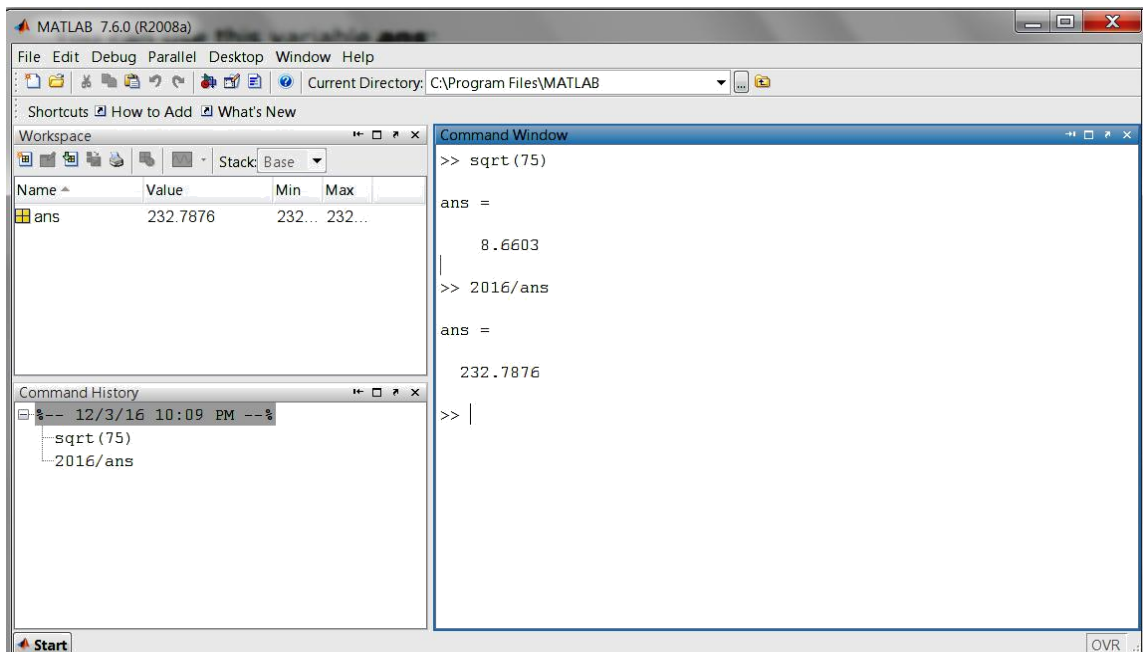 MATLAB 7.6.0 (R2008a)
this variable ans
File Edit Debug Parallel Desktop Window Help
Current Directory: C:\Program Files\MATLAB
Shortcuts How to Add What's New
Workspace
Stack: Base
Name Value Min Max
ans 232.7876 232... 232...
Command History
%-- 12/3/16 10:09 PM --%
sqrt(75)
2016/ans
Command Window
>> sqrt(75)
ans =
8.6603
>> 2016/ans
ans =
232.7876
>>
Start
OVR